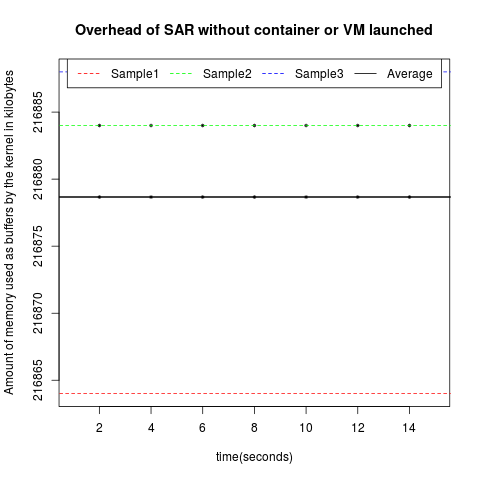 Overhead of SAR without container or VM launched
Sample1 Sample2 Sample3 Average
Amount of memory used as buffers by the kernel in kilobytes
216885
216880
216875
216870
216865
2 4 6 8 10 12 14
time(seconds)